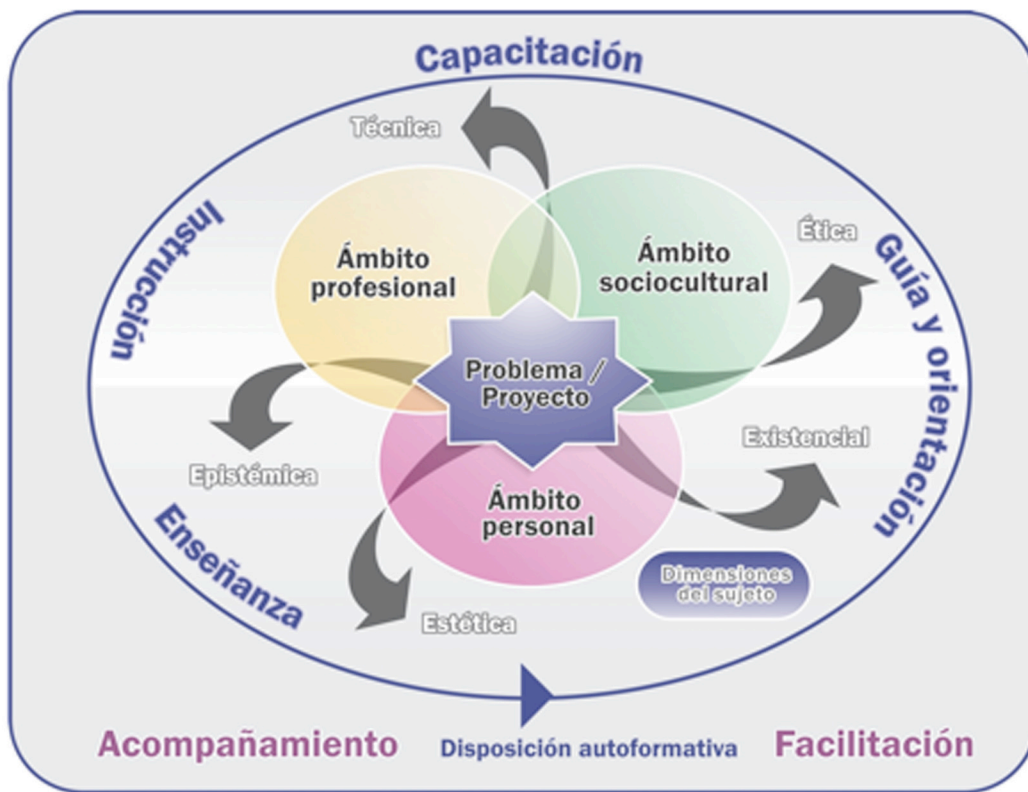 Capacitación
Técnica
Instrucción
Ámbito
profesional
Ámbito
sociocultural
Ética
Guía y orientación
Problema /
Proyecto
Existencial
Epistémica
Ámbito
personal
Enseñanza
Dimensiones
del sujeto
Estética
Acompañamiento
Disposición autoformativa
Facilitación